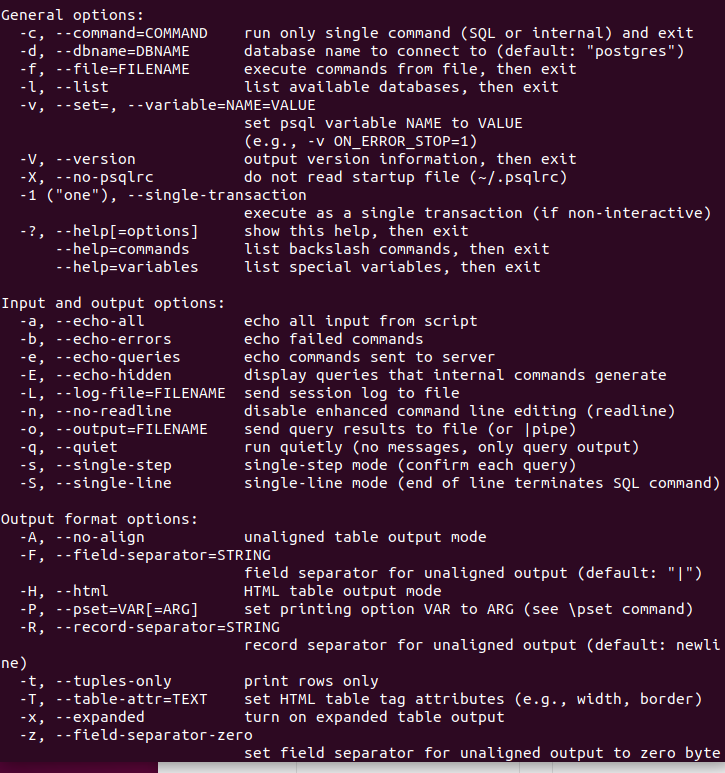 General options:
  -c, --command=COMMAND    run only single command (SQL or internal) and exit
  -d, --dbname=DBNAME      database name to connect to (default: "postgres")
  -f, --file=FILENAME      execute commands from file, then exit
  -l, --list               list available databases, then exit
  -v, --set=, --variable=NAME=VALUE
                           set psql variable NAME to VALUE
                           (e.g., -v ON_ERROR_STOP=1)
  -V, --version            output version information, then exit
  -X, --no-psqlrc          do not read startup file (~/.psqlrc)
  -1 ("one"), --single-transaction
                           execute as a single transaction (if non-interactive)
  -?, --help[=options]     show this help, then exit
      --help=commands      list backslash commands, then exit
      --help=variables     list special variables, then exit

Input and output options:
  -a, --echo-all           echo all input from script
  -b, --echo-errors        echo failed commands
  -e, --echo-queries       echo commands sent to server
  -E, --echo-hidden        display queries that internal commands generate
  -L, --log-file=FILENAME  send session log to file
  -n, --no-readline        disable enhanced command line editing (readline)
  -o, --output=FILENAME    send query results to file (or |pipe)
  -q, --quiet              run quietly (no messages, only query output)
  -s, --single-step        single-step mode (confirm each query)
  -S, --single-line        single-line mode (end of line terminates SQL command)

Output format options:
  -A, --no-align           unaligned table output mode
  -F, --field-separator=STRING
                           field separator for unaligned output (default: "|")
  -H, --html               HTML table output mode
  -P, --pset=VAR[=ARG]     set printing option VAR to ARG (see \pset command)
  -R, --record-separator=STRING
                           record separator for unaligned output (default: newli
ne)
  -t, --tuples-only        print rows only
  -T, --table-attr=TEXT    set HTML table tag attributes (e.g., width, border)
  -x, --expanded           turn on expanded table output
  -z, --field-separator-zero
                           set field separator for unaligned output to zero byte